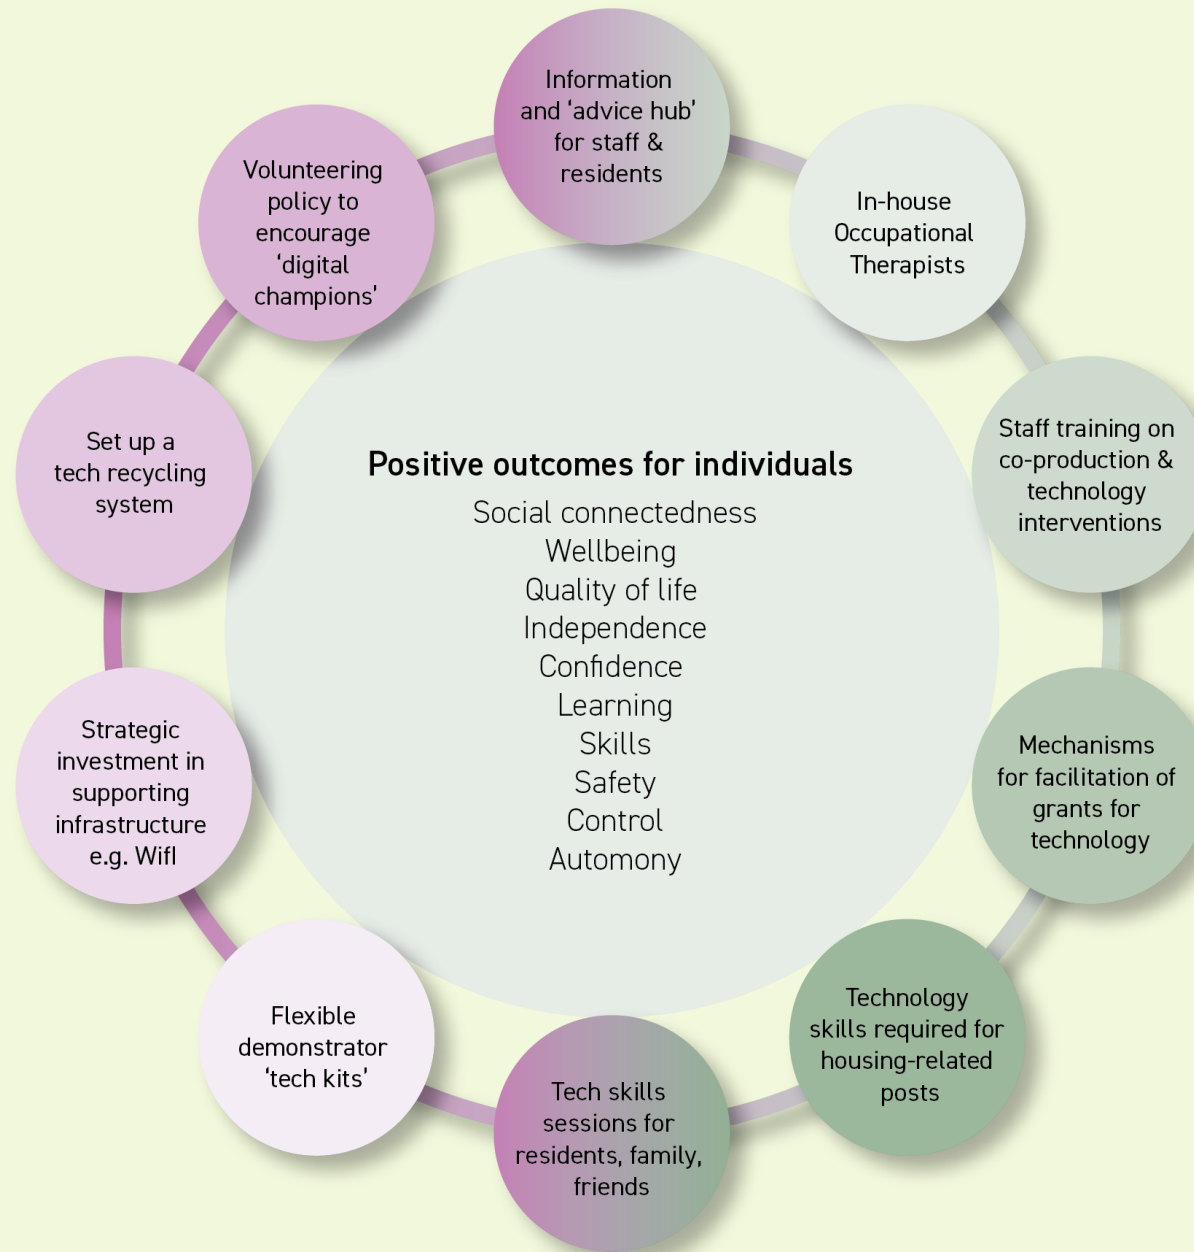 Information
and ‘advice hub’
for staff &
residents
In-house
Occupational
Therapists
Staff training on
co-production &
technology
interventions
Mechanisms
for facilitation of
grants for
technology
Technology
skills required for
housing-related
posts
Tech skills
sessions for
residents, family,
friends
Flexible
demonstrator
‘tech kits’
Strategic
investment in
supporting
infrastructure
e.g. Wifl
Set up a
tech recycling
system
Volunteering
policy to
encourage
‘digital
champions’
Positive outcomes for individuals
Social connectedness
Wellbeing
Quality of life
Independence
Confidence
Learning
Skills
Safety
Control
Automony